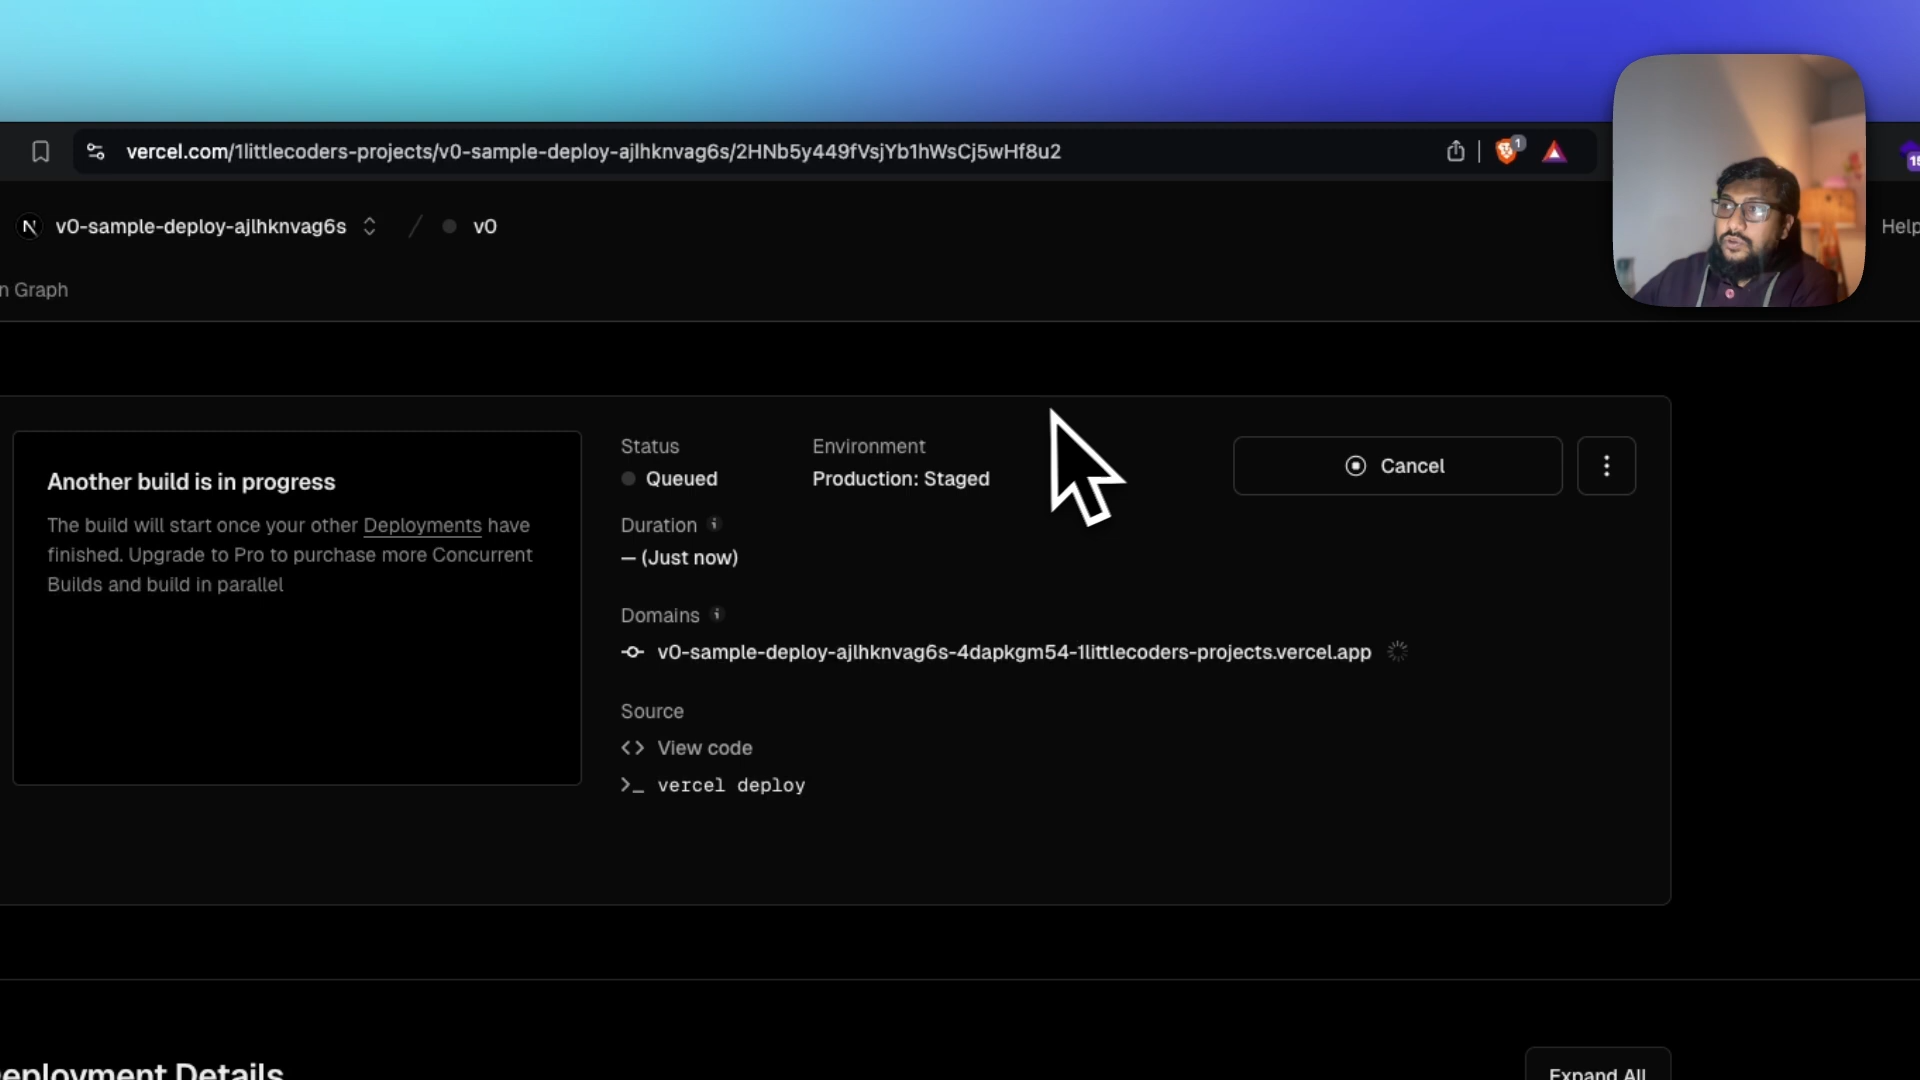 vercel.com/1littlecoders-projects/v0-sample-deploy-ajlhknvag6s/2HNb5y449fVsjYb1hWsCj5wHf8u2
1
15
N v0-sample-deploy-ajlhknvag6s / v0
Help
n Graph
Another build is in progress
The build will start once your other Deployments have
finished. Upgrade to Pro to purchase more Concurrent
Builds and build in parallel
Status
Queued
Environment
Production: Staged
Cancel
Duration
— (Just now)
Domains
v0-sample-deploy-ajlhknvag6s-4dapkgm54-1littlecoders-projects.vercel.app
Source
<> View code
>_ vercel deploy
eployment Details
Expand All